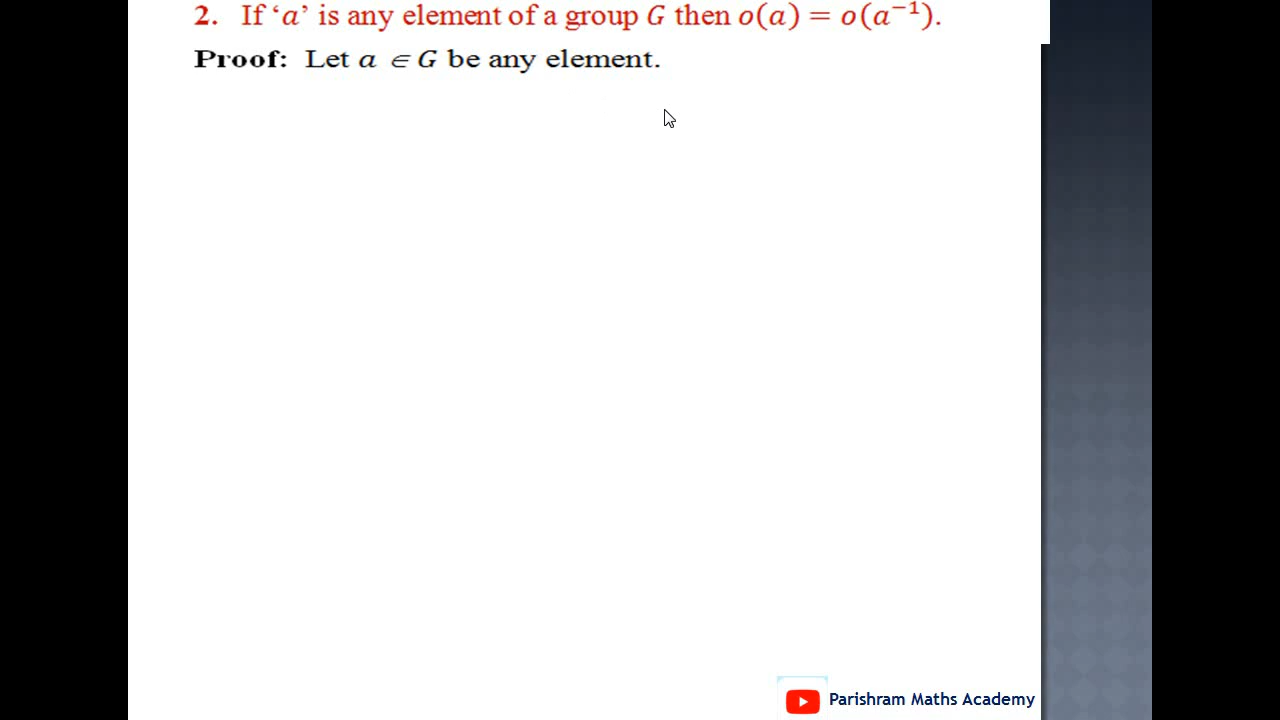 2. If ‘a’ is any element of a group G then o(a) = o(a⁻¹).
Proof: Let a ∈ G be any element.
Parishram Maths Academy